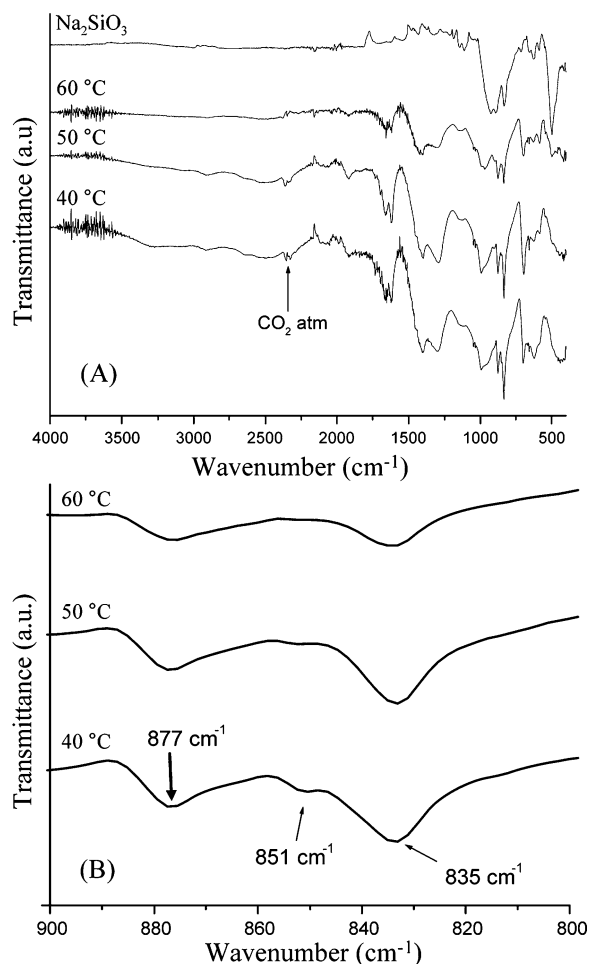 Na₂SiO₃
60 °C
50 °C
40 °C
Transmittance (a.u)
CO₂ atm
(A)
4000 3500 3000 2500 2000 1500 1000 500
Wavenumber (cm⁻¹)
60 °C
50 °C
40 °C
Transmittance (a.u.)
877 cm⁻¹
851 cm⁻¹
835 cm⁻¹
(B)
900 880 860 840 820 800
Wavenumber (cm⁻¹)